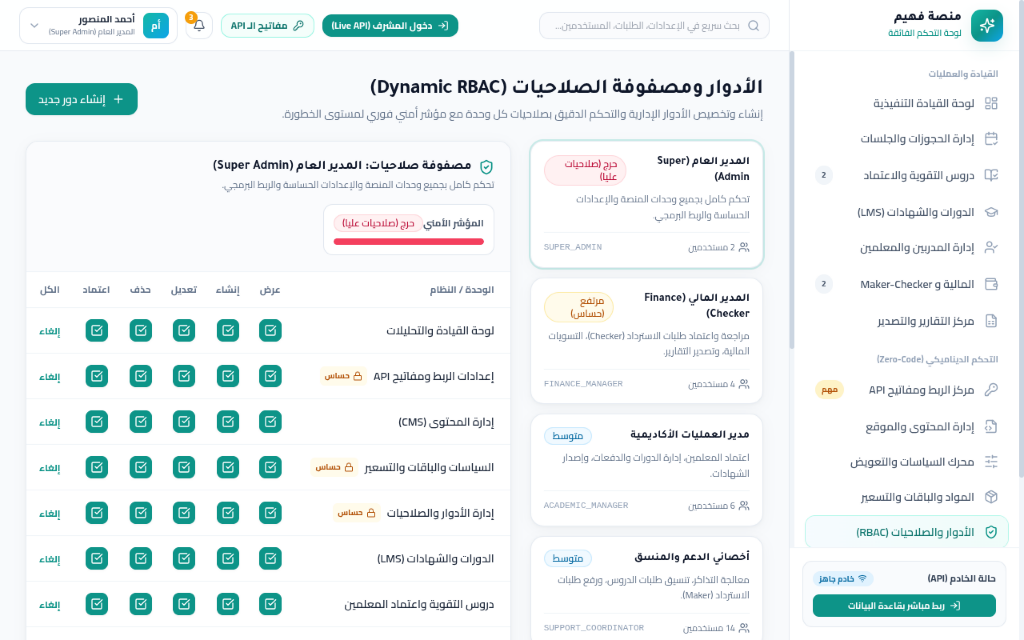 منصة فهيم
لوحة التحكم الفائقة
القيادة والعمليات
لوحة القيادة التنفيذية
إدارة الحجوزات والجلسات
دروس التقوية والاعتماد
2
الدورات والشهادات (LMS)
إدارة المدربين والمعلمين
المالية و Maker-Checker
2
مركز التقارير والتصدير
التحكم الديناميكي (Zero-Code)
مركز الربط ومفاتيح API
مهم
إدارة المحتوى والموقع
محرك السياسات والتعويض
المواد والباقات والتسعير
الأدوار والصلاحيات (RBAC)
حالة الخادم (API)
خادم جاهز
ربط مباشر بقاعدة البيانات
بحث سريع في الإعدادات، الطلبات، المستخدمين...
دخول المشرف (Live API)
مفاتيح الـ API
3
أم
أحمد المنصور
المدير العام (Super Admin)
الأدوار ومصفوفة الصلاحيات (Dynamic RBAC)
إنشاء وتخصيص الأدوار الإدارية والتحكم الدقيق بصلاحيات كل وحدة مع مؤشر أمني فوري لمستوى الخطورة.
إنشاء دور جديد
المدير العام (Super
Admin)
حرج (صلاحيات
عليا)
تحكم كامل بجميع وحدات المنصة والإعدادات
الحساسة والربط البرمجي.
2 مستخدمين
SUPER_ADMIN
المدير المالي (Finance
Checker)
مرتفع
(حساس)
مراجعة واعتماد طلبات الاسترداد (Checker)، التسويات
المالية، وتصدير التقارير.
4 مستخدمين
FINANCE_MANAGER
مدير العمليات الأكاديمية
متوسط
اعتماد المعلمين، إدارة الدورات والدفعات، وإصدار
الشهادات.
6 مستخدمين
ACADEMIC_MANAGER
أخصائي الدعم والمنسق
متوسط
معالجة التذاكر، تنسيق طلبات الدروس، ورفع طلبات
الاسترداد (Maker).
14 مستخدمين
SUPPORT_COORDINATOR
مصفوفة صلاحيات: المدير العام (Super Admin)
تحكم كامل بجميع وحدات المنصة والإعدادات الحساسة والربط البرمجي.
المؤشر الأمني
حرج (صلاحيات عليا)
الوحدة / النظام عرض إنشاء تعديل حذف اعتماد الكل
لوحة القيادة والتحليلات إلغاء
إعدادات الربط ومفاتيح API حساس إلغاء
إدارة المحتوى (CMS) إلغاء
السياسات والباقات والتسعير حساس إلغاء
إدارة الأدوار والصلاحيات حساس إلغاء
الدورات والشهادات (LMS) إلغاء
دروس التقوية واعتماد المعلمين إلغاء